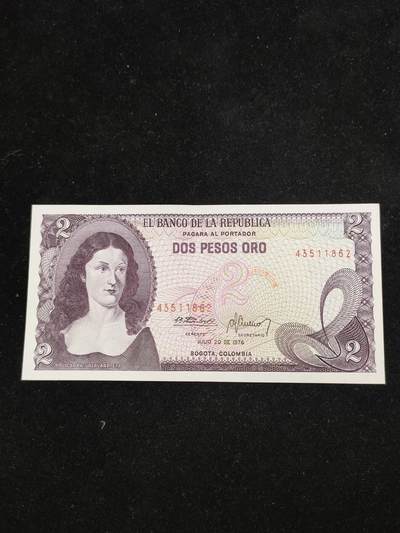 2
EL BANCO DE LA REPUBLICA
PAGARA AL PORTADOR
DOS PESOS ORO
43511862
2
43511862
GERENTE
SECRETARIO
JULIO 20 DE 1976
BOGOTA, COLOMBIA
2
2